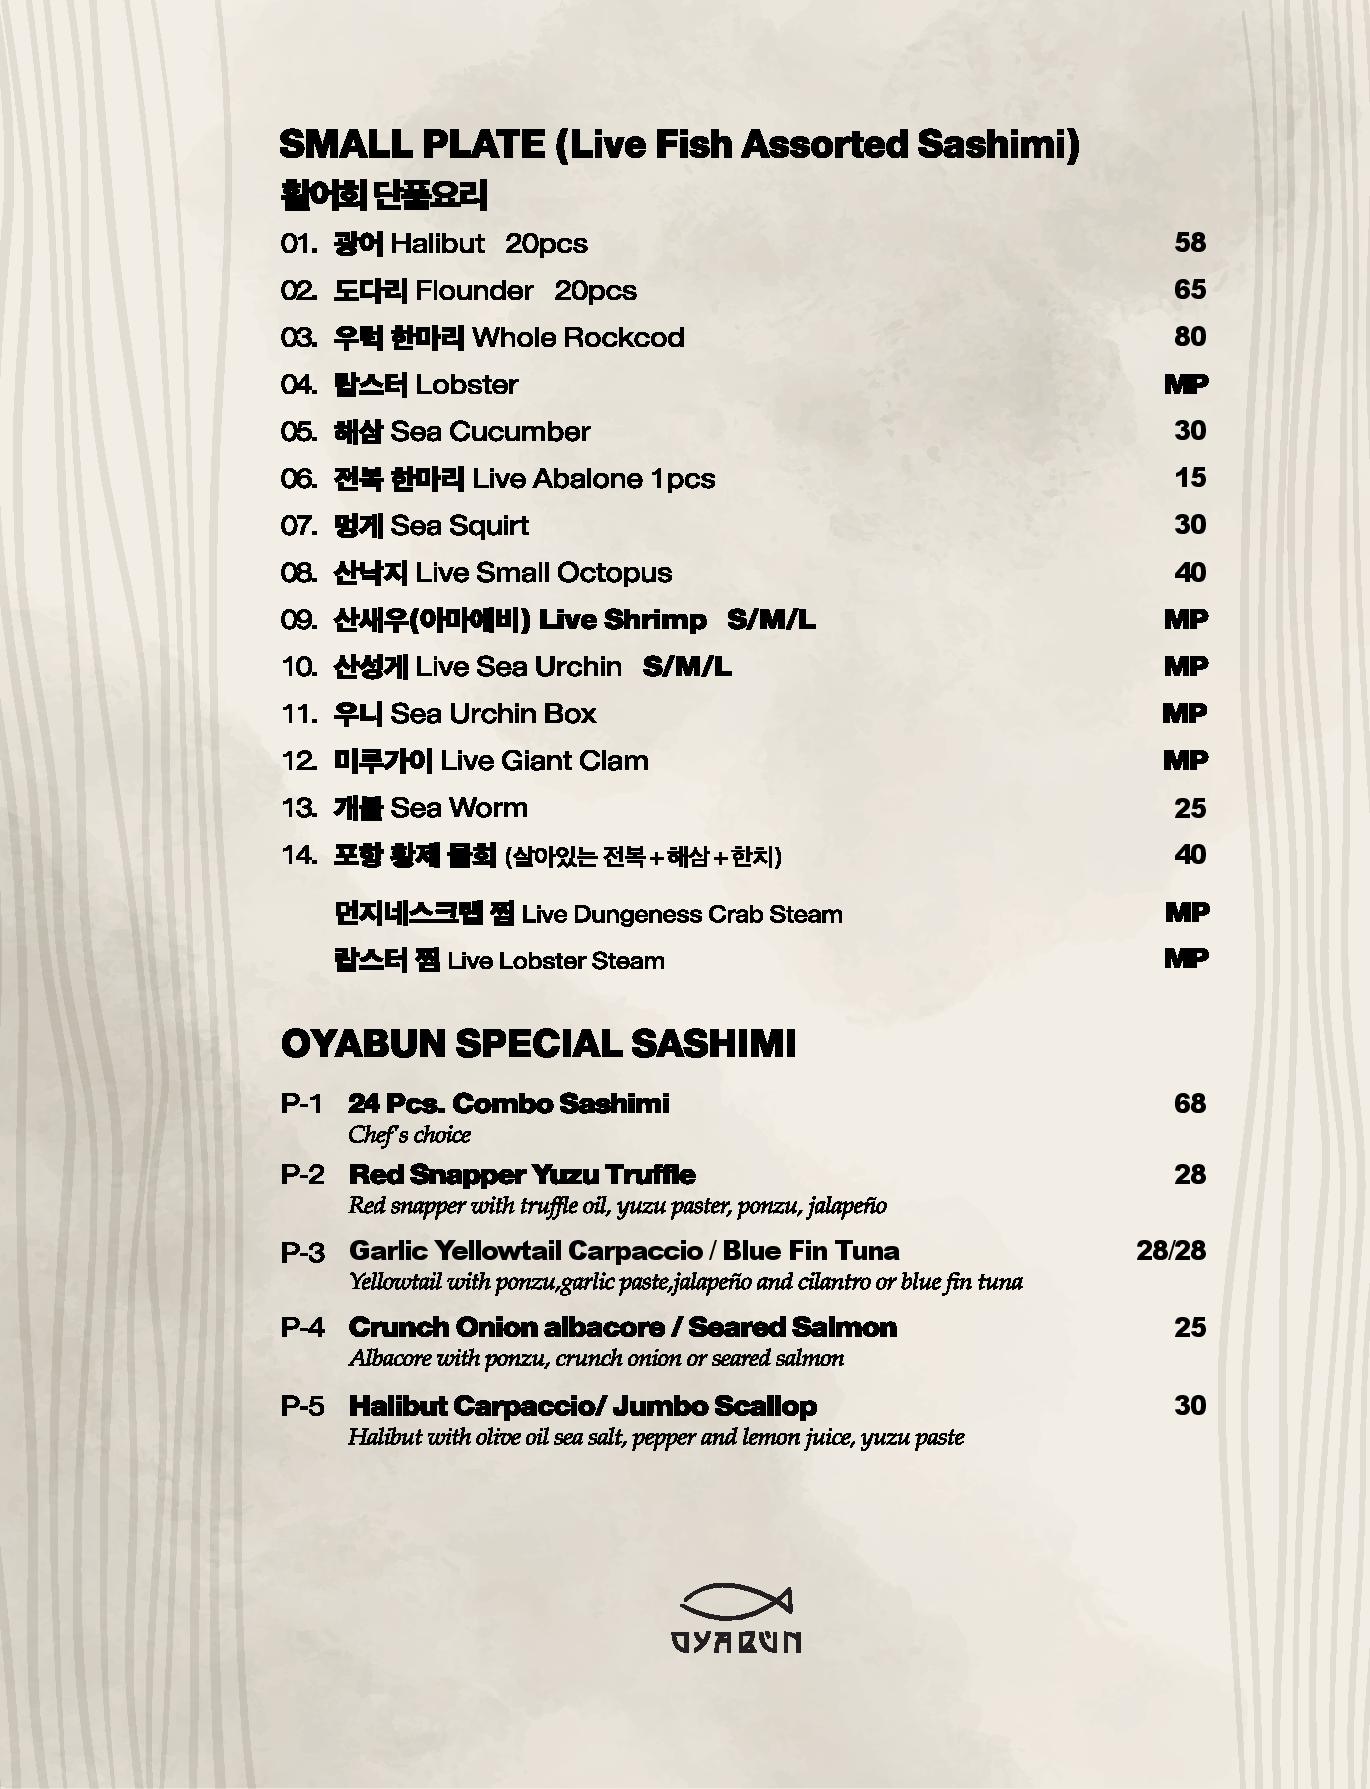 SMALL PLATE (Live Fish Assorted Sashimi)
활어회 단품요리
01. 광어 Halibut 20pcs 58
02. 도다리 Flounder 20pcs 65
03. 우럭 한마리 Whole Rockcod 80
04. 랍스터 Lobster MP
05. 해삼 Sea Cucumber 30
06. 전복 한마리 Live Abalone 1pcs 15
07. 멍게 Sea Squirt 30
08. 산낙지 Live Small Octopus 40
09. 산새우(아마에비) Live Shrimp S/M/L MP
10. 산성게 Live Sea Urchin S/M/L MP
11. 우니 Sea Urchin Box MP
12. 미루가이 Live Giant Clam MP
13. 개불 Sea Worm 25
14. 포항 황제 물회 (살아있는 전복+해삼+한치) 40
먼지네스크랩 찜 Live Dungeness Crab Steam MP
랍스터 찜 Live Lobster Steam MP
OYABUN SPECIAL SASHIMI
P-1 24 Pcs. Combo Sashimi 68
Chef's choice
P-2 Red Snapper Yuzu Truffle 28
Red snapper with truffle oil, yuzu paster, ponzu, jalapeño
P-3 Garlic Yellowtail Carpaccio / Blue Fin Tuna 28/28
Yellowtail with ponzu,garlic paste,jalapeño and cilantro or blue fin tuna
P-4 Crunch Onion albacore / Seared Salmon 25
Albacore with ponzu, crunch onion or seared salmon
P-5 Halibut Carpaccio/ Jumbo Scallop 30
Halibut with olive oil sea salt, pepper and lemon juice, yuzu paste
OYABUN